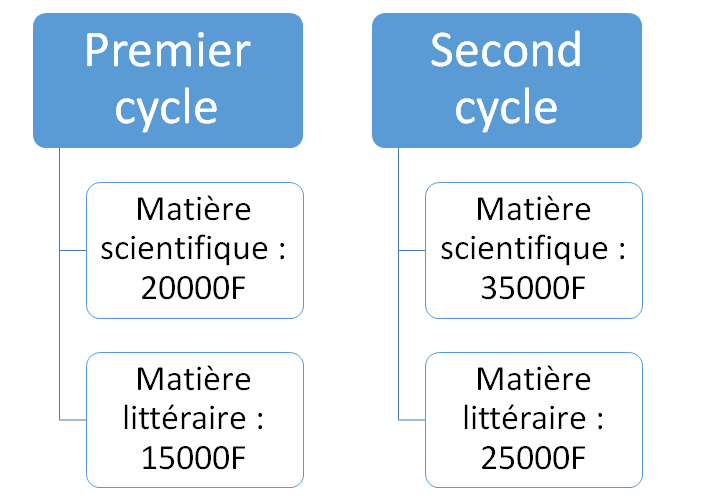 Premier
cycle
Matière
scientifique :
20000F
Matière
littéraire :
15000F
Second
cycle
Matière
scientifique :
35000F
Matière
littéraire :
25000F